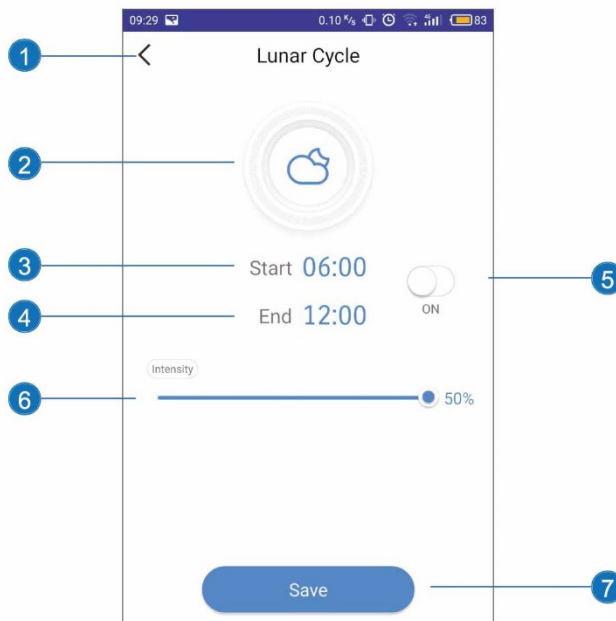 09:29 0.10 K/s 4G 83
1 Lunar Cycle
2
3 Start 06:00
4 End 12:00
5
ON
Intensity
6 50%
Save
7